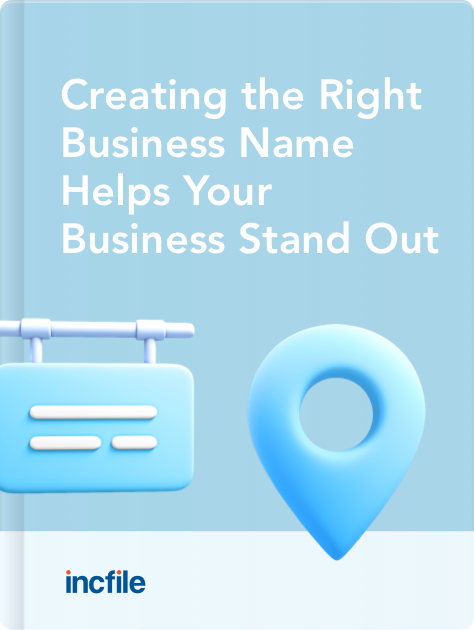 Creating the Right
Business Name
Helps Your
Business Stand Out
incfile